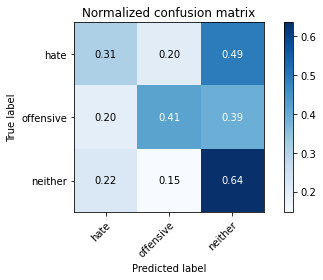 Normalized confusion matrix
True label
hate
0.31 0.20 0.49
offensive
0.20 0.41 0.39
neither
0.22 0.15 0.64
hate
offensive
neither
Predicted label
0.6
0.5
0.4
0.3
0.2